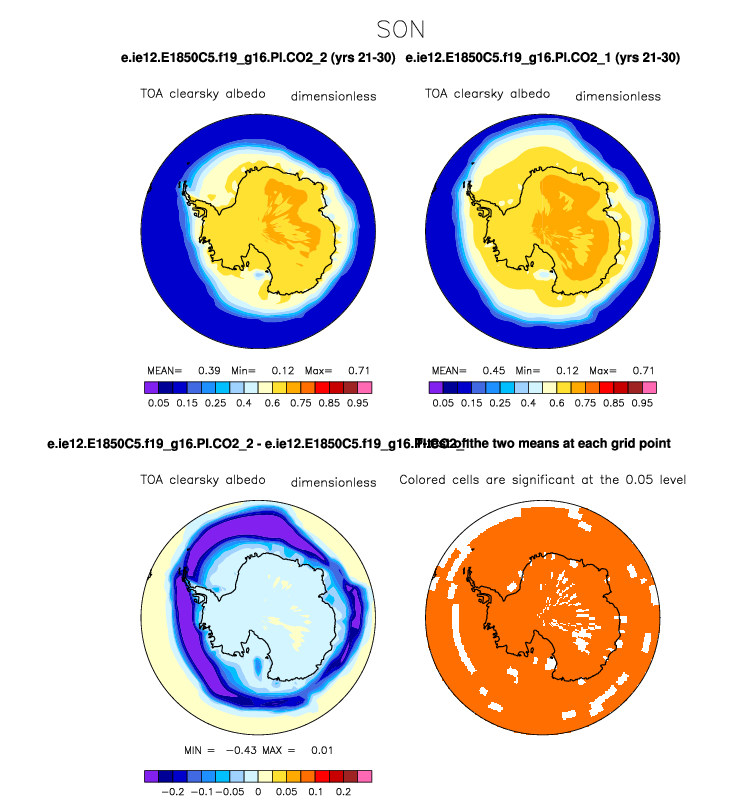 SON
e.ie12.E1850C5.f19_g16.PI.CO2_2 (yrs 21-30) e.ie12.E1850C5.f19_g16.PI.CO2_1 (yrs 21-30)
TOA clearsky albedo dimensionless TOA clearsky albedo dimensionless
MEAN= 0.39 Min= 0.12 Max= 0.71 MEAN= 0.45 Min= 0.12 Max= 0.71
0.05 0.15 0.25 0.4 0.6 0.75 0.85 0.95 0.05 0.15 0.25 0.4 0.6 0.75 0.85 0.95
e.ie12.E1850C5.f19_g16.PI.CO2_2 - e.ie12.E1850C5.f19_g16.PI.CO2_ of the two means at each grid point
TOA clearsky albedo dimensionless Colored cells are significant at the 0.05 level
MIN = -0.43 MAX = 0.01
-0.2 -0.1 -0.05 0 0.05 0.1 0.2